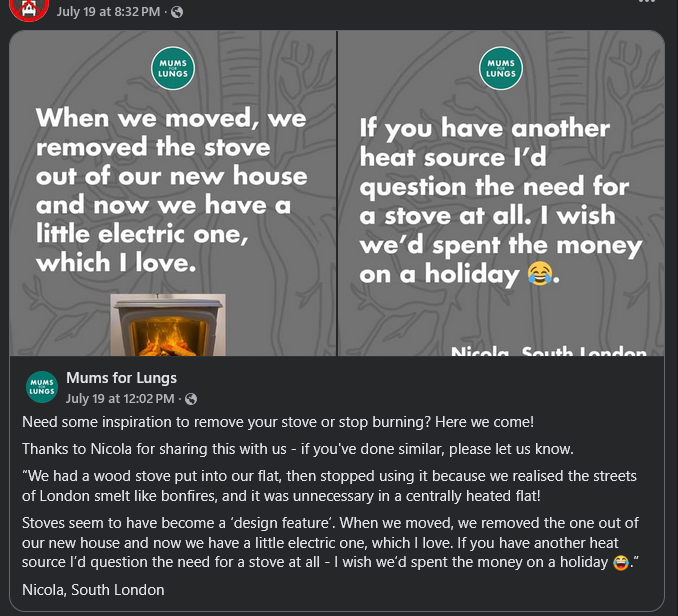 July 19 at 8:32 PM ·
MUMS
FOR
LUNGS
When we moved, we
removed the stove
out of our new house
and now we have a
little electric one,
which I love.
MUMS
FOR
LUNGS
If you have another
heat source I'd
question the need for
a stove at all. I wish
we'd spent the money
on a holiday 😂.
Nicola, South London
MUMS
FOR
LUNGS
Mums for Lungs
July 19 at 12:02 PM ·
Need some inspiration to remove your stove or stop burning? Here we come!
Thanks to Nicola for sharing this with us - if you've done similar, please let us know.
“We had a wood stove put into our flat, then stopped using it because we realised the streets
of London smelt like bonfires, and it was unnecessary in a centrally heated flat!
Stoves seem to have become a ‘design feature’. When we moved, we removed the one out of
our new house and now we have a little electric one, which I love. If you have another heat
source I’d question the need for a stove at all - I wish we’d spent the money on a holiday 😂.”
Nicola, South London